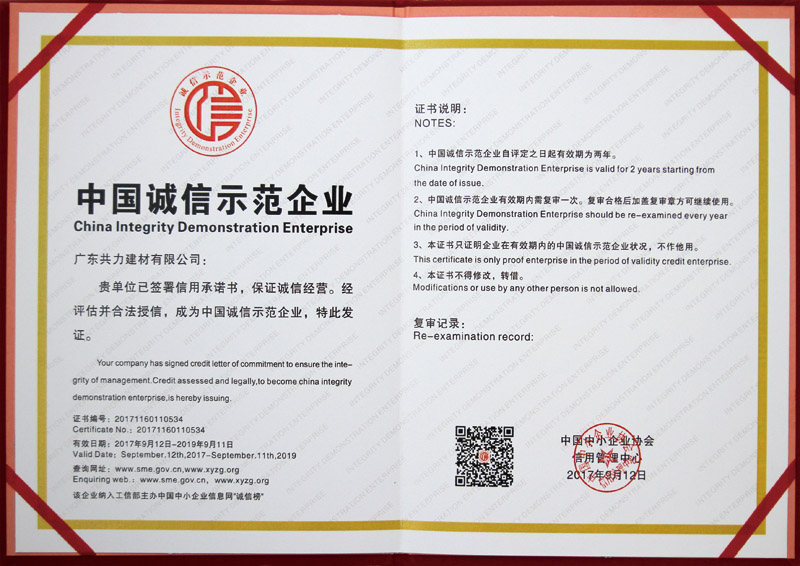 诚信示范企业
Integrity Demonstration Enterprise
中国诚信示范企业
China Integrity Demonstration Enterprise
广东共力建材有限公司：
贵单位已签署信用承诺书，保证诚信经营。经
评估并合法授信，成为中国诚信示范企业，特此发
证。
Your company has signed credit letter of commitment to ensure the inte-
grity of management.Credit assessed and legally,to become china integrity
demonstration enterprise,is hereby issuing.
证书编号：20171160110534
Certificate No.：20171160110534
有效日期：2017年9月12日-2019年9月11日
Valid Date：September.12th,2017-September.11th,2019
查询网址：www.sme.gov.cn,www.xyzg.org
Enquiring web.：www.sme.gov.cn，www.xyzg.org
该企业纳入工信部主办中国中小企业信息网"诚信榜"
证书说明：
NOTES:
1、中国诚信示范企业自评定之日起有效期为两年。
China Integrity Demonstration Enterprise is valid for 2 years starting from
the date of issue.
2、中国诚信示范企业有效期内需复审一次。复审合格后加盖复审章方可继续使用。
China Integrity Demonstration Enterprise should be re-examined every year
in the period of validity.
3、本证书只证明企业在有效期内的中国诚信示范企业状况，不作他用。
This certificate is only proof enterprise in the period of validity credit enterprise.
4、本证书不得修改，转借。
Modifications or use by any other person is not allowed.
复审记录：
Re-examination record:
中国中小企业协会
信用管理中心
2017年9月12日
INTEGRITY DEMONSTRATION ENTERPRISE